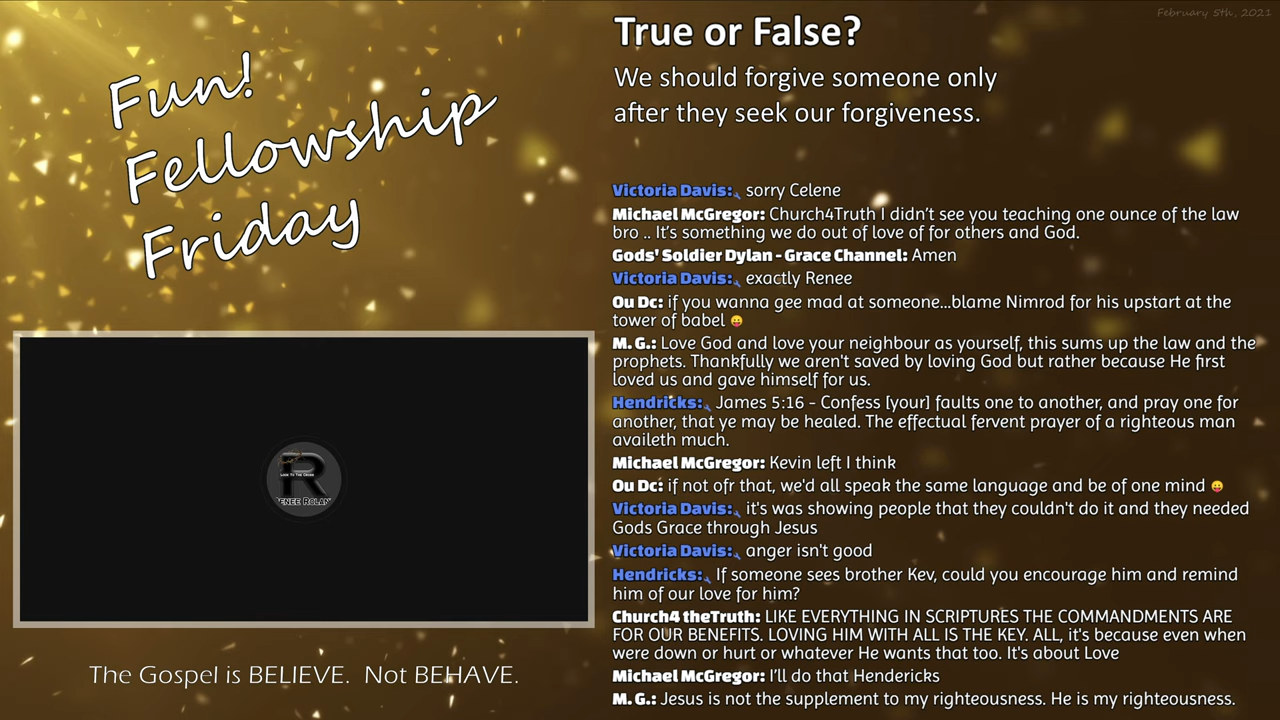 February 5th, 2021
Fun!
Fellowship
Friday
True or False?
We should forgive someone only
after they seek our forgiveness.
Victoria Davis: sorry Celene
Michael McGregor: Church4Truth I didn't see you teaching one ounce of the law
bro .. It's something we do out of love of for others and God.
Gods' Soldier Dylan - Grace Channel: Amen
Victoria Davis: exactly Renee
Ou Dc: if you wanna gee mad at someone...blame Nimrod for his upstart at the
tower of babel 😛
M. G.: Love God and love your neighbour as yourself, this sums up the law and the
prophets. Thankfully we aren't saved by loving God but rather because He first
loved us and gave himself for us.
Hendricks: James 5:16 - Confess [your] faults one to another, and pray one for
another, that ye may be healed. The effectual fervent prayer of a righteous man
availeth much.
Michael McGregor: Kevin left I think
Ou Dc: if not ofr that, we'd all speak the same language and be of one mind 😛
Victoria Davis: it's was showing people that they couldn't do it and they needed
Gods Grace through Jesus
Victoria Davis: anger isn't good
Hendricks: If someone sees brother Kev, could you encourage him and remind
him of our love for him?
Church4 theTruth: LIKE EVERYTHING IN SCRIPTURES THE COMMANDMENTS ARE
FOR OUR BENEFITS. LOVING HIM WITH ALL IS THE KEY. ALL, it's because even when
were down or hurt or whatever He wants that too. It's about Love
Michael McGregor: I'll do that Hendericks
M. G.: Jesus is not the supplement to my righteousness. He is my righteousness.
R
LOOK TO THE CROSS
ENEE ROLAN
The Gospel is BELIEVE. Not BEHAVE.